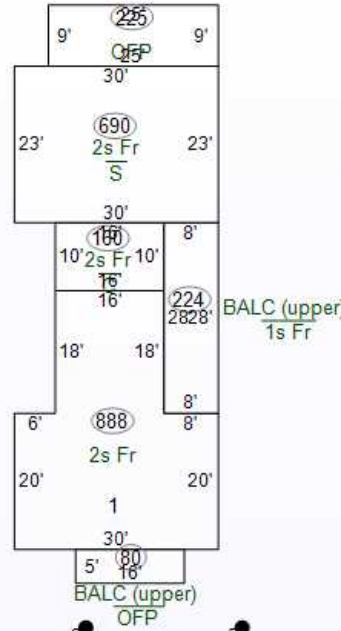 25'
225
9' 9'
OFP
25'
30'
690
23' 2s Fr 23'
S
30'
16' 8'
160
10' 2s Fr 10'
16'
16' 224 BALC (upper)
28' 28' 1s Fr
18' 18'
8'
6' 888 8'
2s Fr
20' 20'
1
30'
80
5' 16'
BALC (upper)
OFP